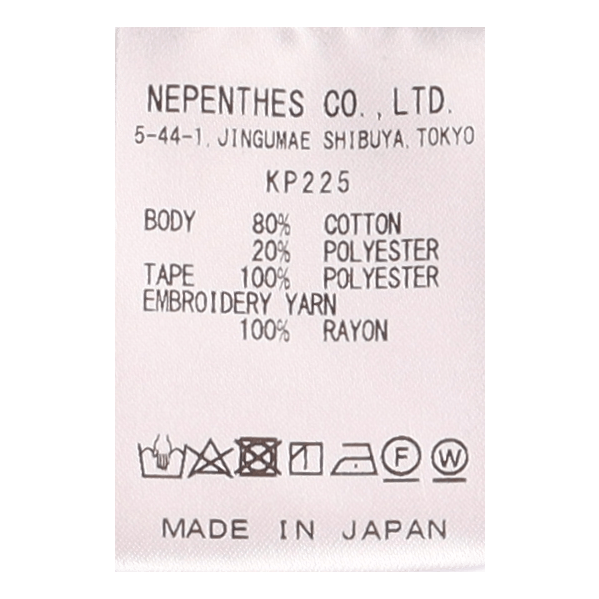 NEPENTHES CO.,LTD.
5-44-1, JINGUMAE SHIBUYA, TOKYO
KP225
BODY 80% COTTON
20% POLYESTER
TAPE 100% POLYESTER
EMBROIDERY YARN
100% RAYON
F W
MADE IN JAPAN